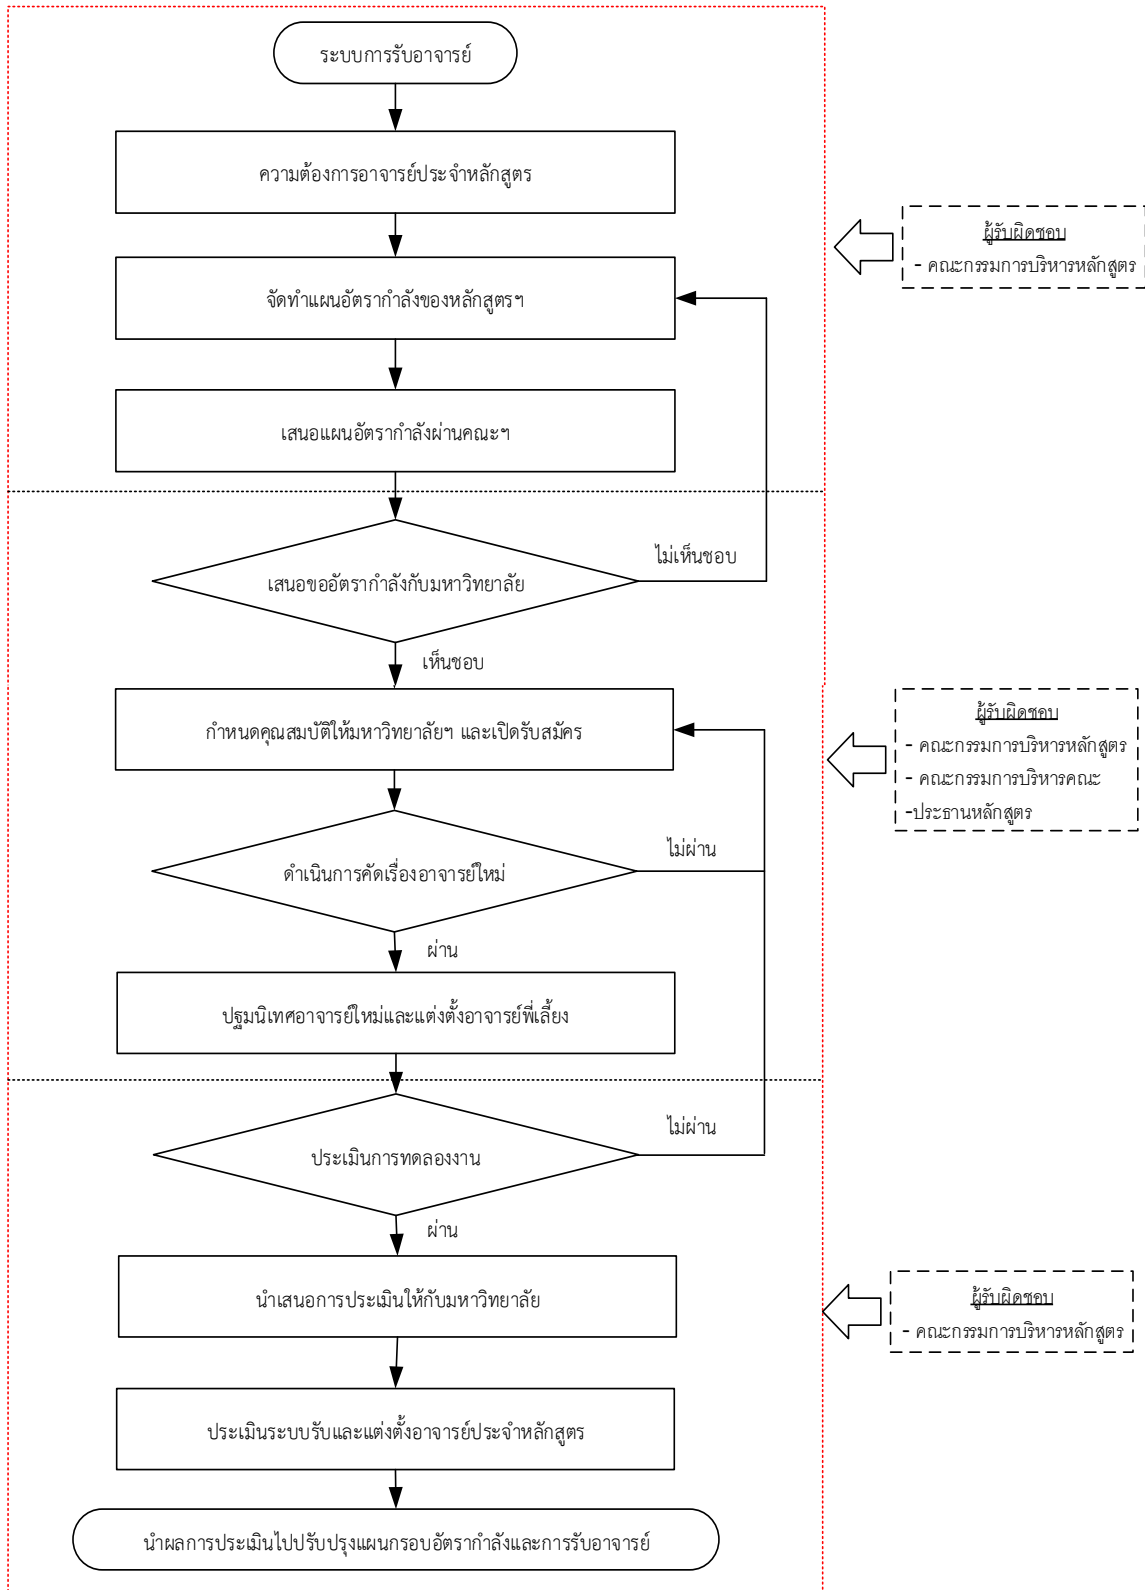 ระบบการรับอาจารย์
ความต้องการอาจารย์ประจำหลักสูตร
ผู้รับผิดชอบ
- คณะกรรมการบริหารหลักสูตร
จัดทำแผนอัตรากำลังของหลักสูตรฯ
เสนอแผนอัตรากำลังผ่านคณะฯ
ไม่เห็นชอบ
เสนอขออัตรากำลังกับมหาวิทยาลัย
เห็นชอบ
กำหนดคุณสมบัติให้มหาวิทยาลัยฯ และเปิดรับสมัคร
ผู้รับผิดชอบ
- คณะกรรมการบริหารหลักสูตร
- คณะกรรมการบริหารคณะ
-ประธานหลักสูตร
ไม่ผ่าน
ดำเนินการคัดเรื่องอาจารย์ใหม่
ผ่าน
ปฐมนิเทศอาจารย์ใหม่และแต่งตั้งอาจารย์พี่เลี้ยง
ไม่ผ่าน
ประเมินการทดลองงาน
ผ่าน
นำเสนอการประเมินให้กับมหาวิทยาลัย
ผู้รับผิดชอบ
- คณะกรรมการบริหารหลักสูตร
ประเมินระบบรับและแต่งตั้งอาจารย์ประจำหลักสูตร
นำผลการประเมินไปปรับปรุงแผนกรอบอัตรากำลังและการรับอาจารย์